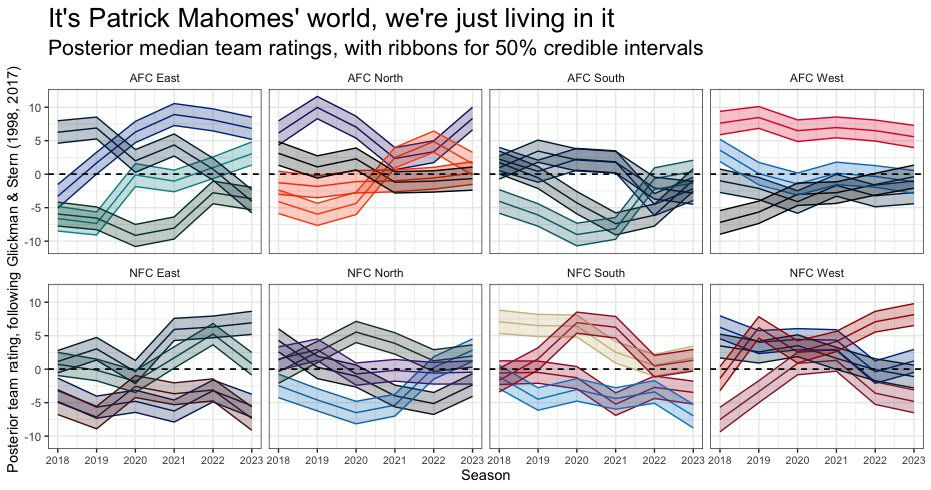 It's Patrick Mahomes' world, we're just living in it
Posterior median team ratings, with ribbons for 50% credible intervals
Posterior team rating, following Glickman & Stern (1998, 2017)
AFC East AFC North AFC South AFC West
10
5
0
-5
-10
NFC East NFC North NFC South NFC West
10
5
0
-5
-10
2018 2019 2020 2021 2022 2023 2018 2019 2020 2021 2022 2023 2018 2019 2020 2021 2022 2023 2018 2019 2020 2021 2022 2023
Season